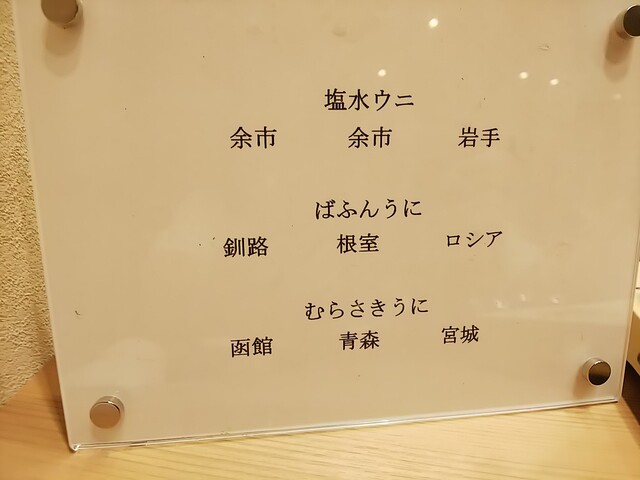 塩水ウニ
余市 余市 岩手
ばふんうに
釧路 根室 ロシア
むらさきうに
函館 青森 宮城